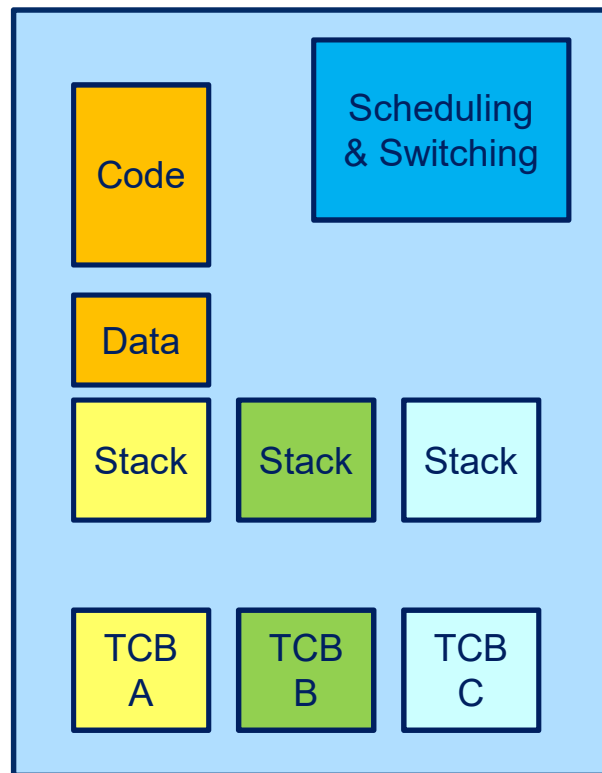 Scheduling
& Switching
Code
Data
Stack
Stack
Stack
TCB
A
TCB
B
TCB
C